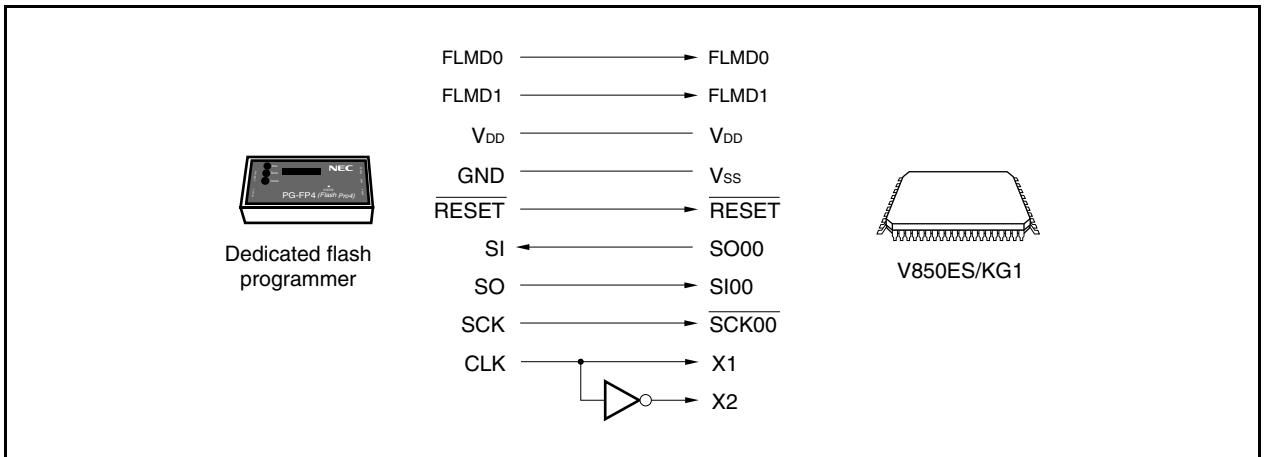 FLMD0 FLMD0
FLMD1 FLMD1
VDD VDD
GND VSS
RESET RESET
SI SO00
SO SI00
SCK SCK00
CLK X1
X2
NEC
PG-FP4 (Flash Pro4)
Dedicated flash
programmer
V850ES/KG1